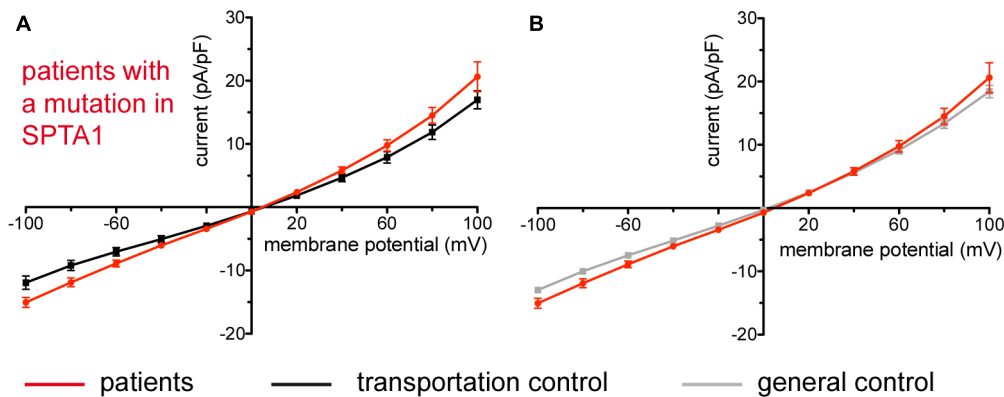 A
patients with
a mutation in
SPTA1
current (pA/pF)
30
20
10
-10
-20
-100
-60
-20
20
60
100
membrane potential (mV)
B
current (pA/pF)
30
20
10
-10
-20
-100
-60
-20
20
60
100
membrane potential (mV)
patients
transportation control
general control